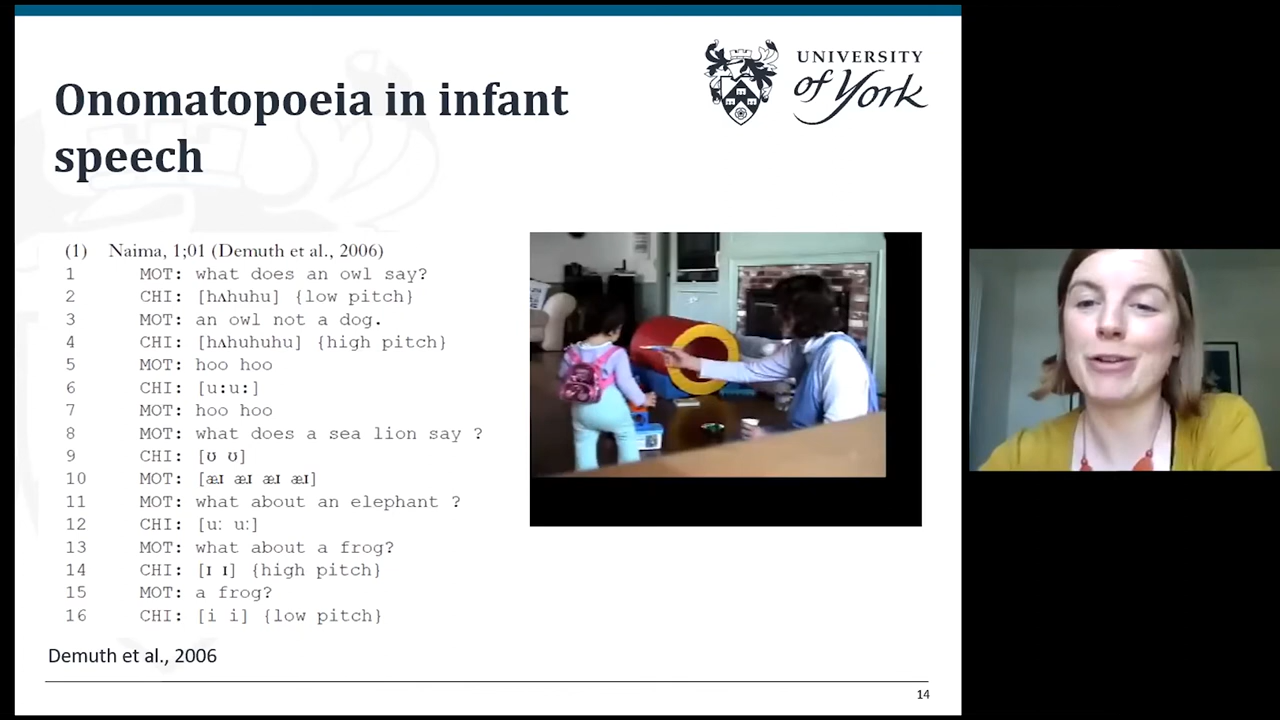 Onomatopoeia in infant
speech
UNIVERSITY
of York
(1) Naima, 1;01 (Demuth et al., 2006)
1 MOT: what does an owl say?
2 CHI: [hʌhuhu] {low pitch}
3 MOT: an owl not a dog.
4 CHI: [hʌhuhuhu] {high pitch}
5 MOT: hoo hoo
6 CHI: [u:u:]
7 MOT: hoo hoo
8 MOT: what does a sea lion say ?
9 CHI: [ʊ ʊ]
10 MOT: [æɪ æɪ æɪ æɪ]
11 MOT: what about an elephant ?
12 CHI: [u: u:]
13 MOT: what about a frog?
14 CHI: [ɪ ɪ] {high pitch}
15 MOT: a frog?
16 CHI: [i i] {low pitch}
Demuth et al., 2006
14